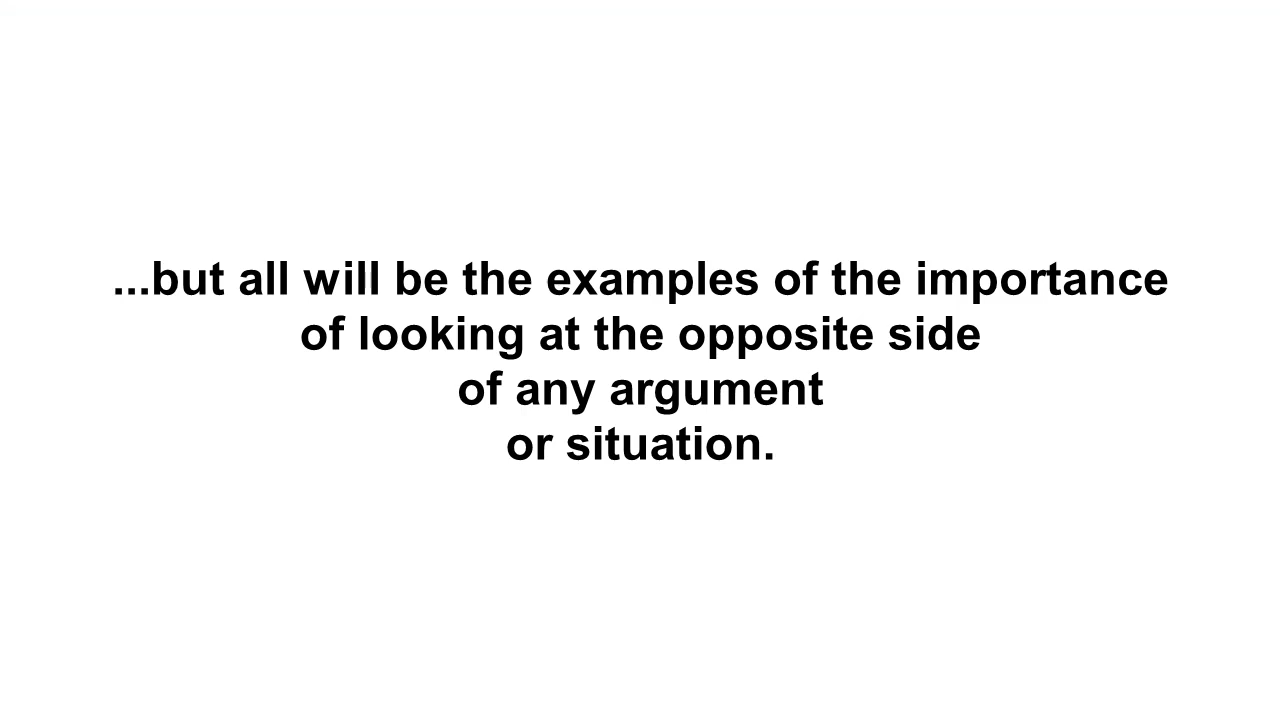 ...but all will be the examples of the importance
of looking at the opposite side
of any argument
or situation.